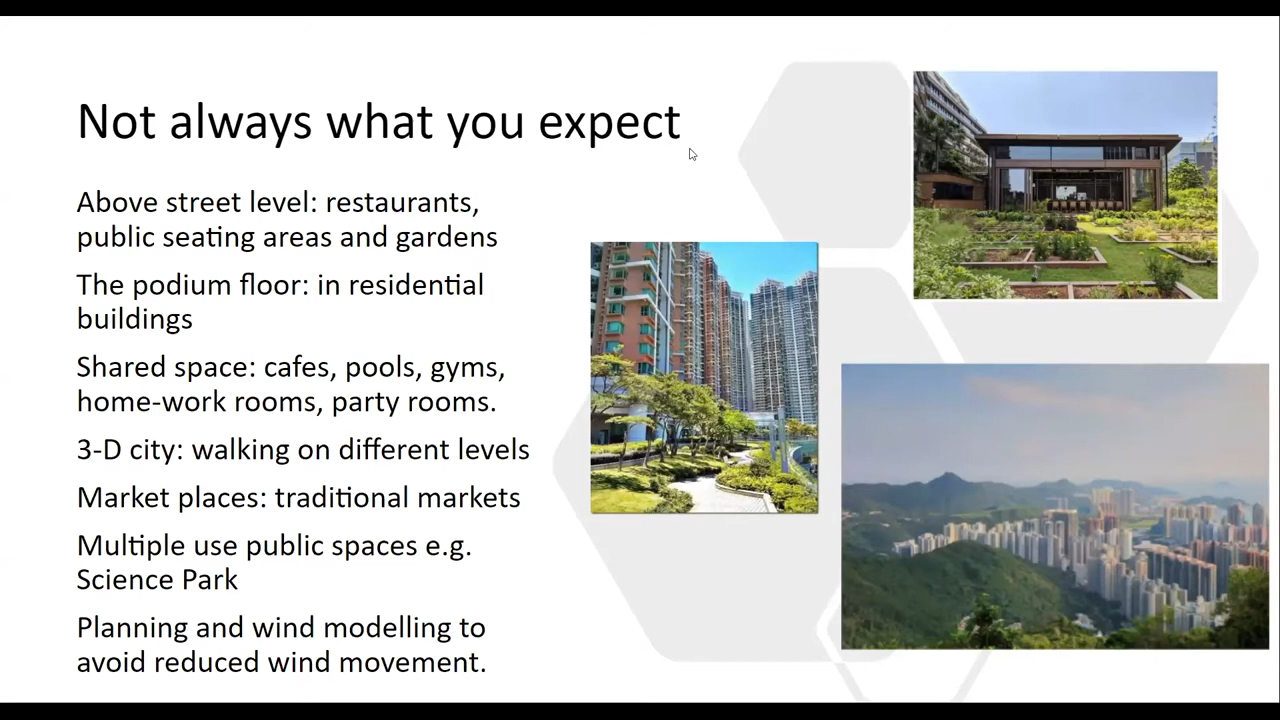 Not always what you expect
Above street level: restaurants,
public seating areas and gardens
The podium floor: in residential
buildings
Shared space: cafes, pools, gyms,
home-work rooms, party rooms.
3-D city: walking on different levels
Market places: traditional markets
Multiple use public spaces e.g.
Science Park
Planning and wind modelling to
avoid reduced wind movement.